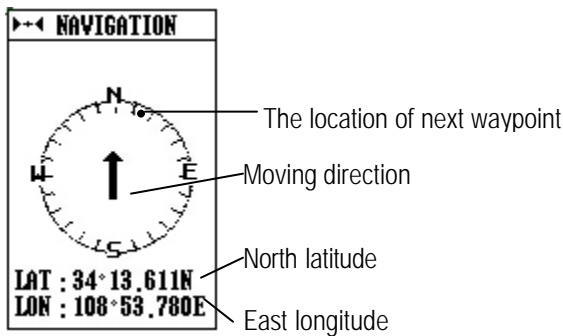 NAVIGATION
N
The location of next waypoint
W
E
Moving direction
S
North latitude
LAT : 34°13.611N
LON : 108°53.780E
East longitude